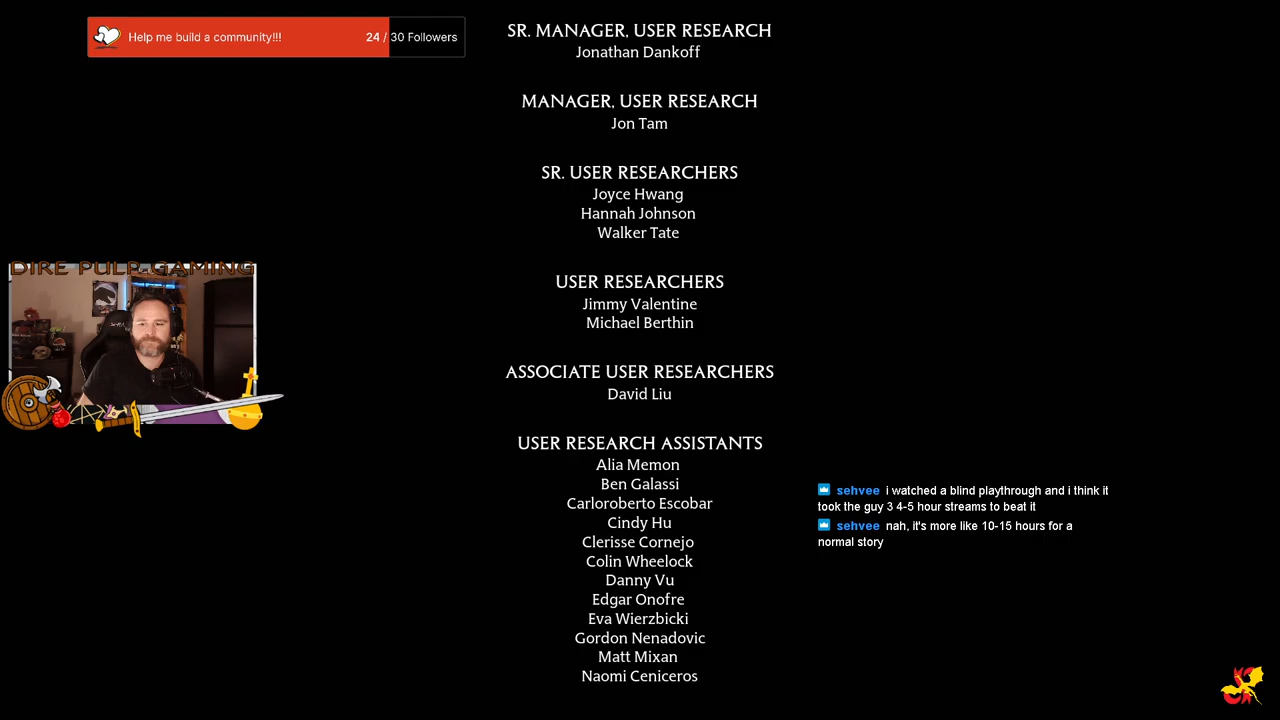 Help me build a community!!!
24 / 30 Followers
SR. MANAGER, USER RESEARCH
Jonathan Dankoff
MANAGER, USER RESEARCH
Jon Tam
SR. USER RESEARCHERS
Joyce Hwang
Hannah Johnson
Walker Tate
USER RESEARCHERS
Jimmy Valentine
Michael Berthin
ASSOCIATE USER RESEARCHERS
David Liu
USER RESEARCH ASSISTANTS
Alia Memon
Ben Galassi
Carloroberto Escobar
Cindy Hu
Clerisse Cornejo
Colin Wheelock
Danny Vu
Edgar Onofre
Eva Wierzbicki
Gordon Nenadovic
Matt Mixan
Naomi Ceniceros
DIRE PULP GAMING
sehvee i watched a blind playthrough and i think it
took the guy 3 4-5 hour streams to beat it
sehvee nah, it's more like 10-15 hours for a
normal story